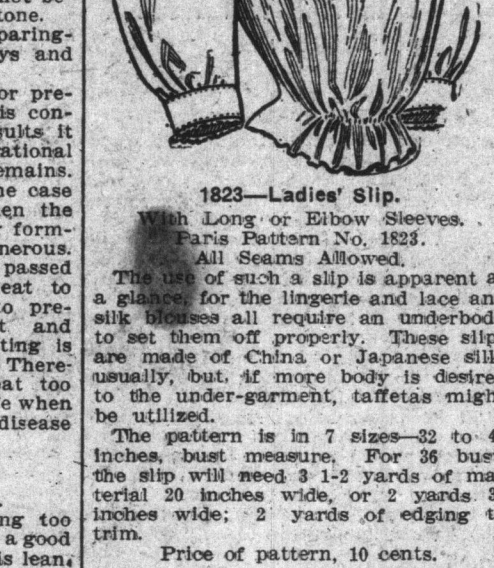 tone.
paring-
ys and
or pre-
is con-
sults it
ational
emains.
he case
en the
form-
nerous.
passed
eat to
to pre-
t and
ting is
There-
eat too
e when
disease
ng too
a good
is lean,
1823—Ladies' Slip.
With Long or Elbow Sleeves.
Paris Pattern No. 1823.
All Seams Allowed.
The use of such a slip is apparent a
a glance, for the lingerie and lace an
silk blouses all require an underbod
to set them off properly. These slip
are made of China or Japanese silk
usually, but, if more body is desire
to the under-garment, taffetas migh
be utilized.
The pattern is in 7 sizes—32 to 4
inches, bust measure. For 36 bus
the slip will need 3 1-2 yards of ma
terial 20 inches wide, or 2 yards 3
inches wide; 2 yards of edging t
trim.
Price of pattern, 10 cents.